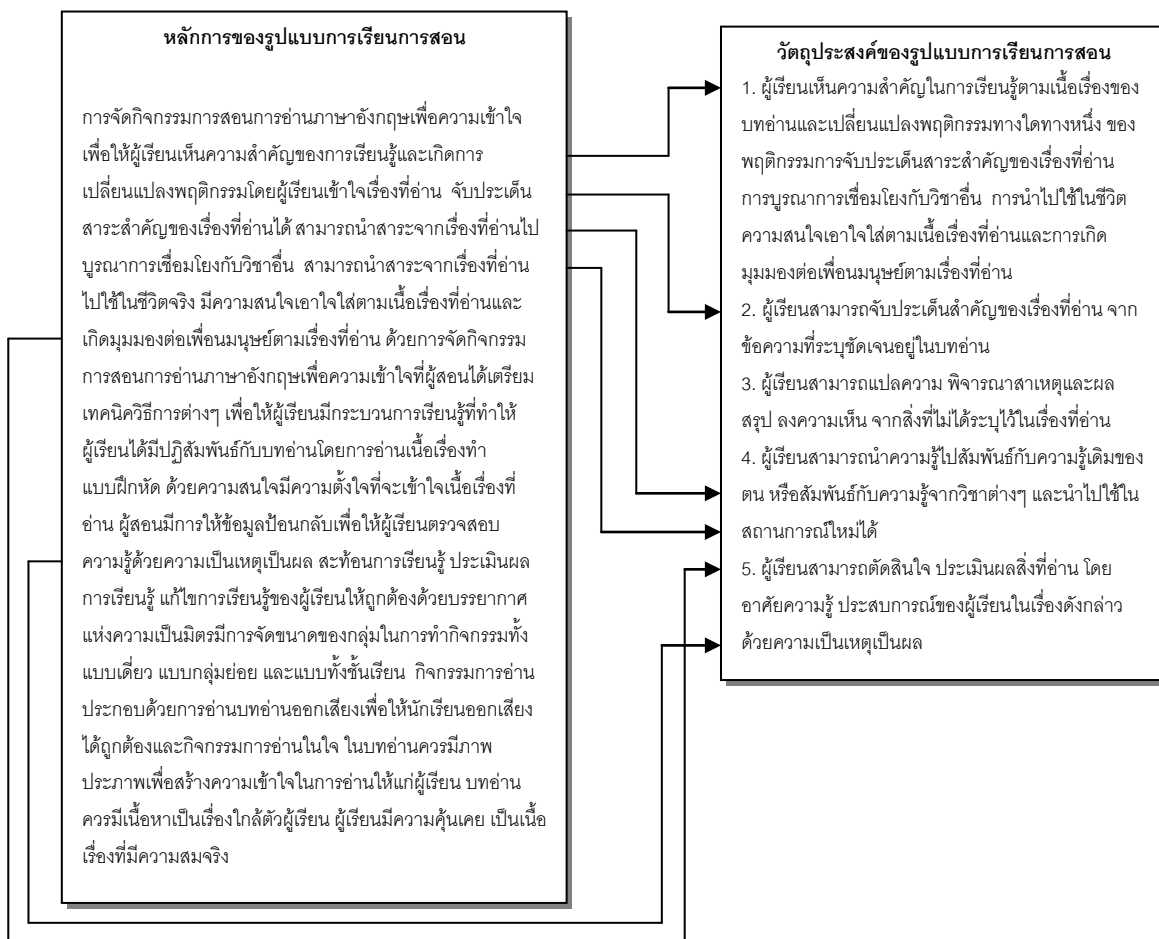 หลักการของรูปแบบการเรียนการสอน
การจัดกิจกรรมการสอนการอ่านภาษาอังกฤษเพื่อความเข้าใจ
เพื่อให้ผู้เรียนเห็นความสำคัญของการเรียนรู้และเกิดการ
เปลี่ยนแปลงพฤติกรรมโดยผู้เรียนเข้าใจเรื่องที่อ่าน จับประเด็น
สาระสำคัญของเรื่องที่อ่านได้ สามารถนำสาระจากเรื่องที่อ่านไป
บูรณาการเชื่อมโยงกับวิชาอื่น สามารถนำสาระจากเรื่องที่อ่าน
ไปใช้ในชีวิตจริง มีความสนใจเอาใจใส่ตามเนื้อเรื่องที่อ่านและ
เกิดมุมมองต่อเพื่อนมนุษย์ตามเรื่องที่อ่าน ด้วยการจัดกิจกรรม
การสอนการอ่านภาษาอังกฤษเพื่อความเข้าใจที่ผู้สอนได้เตรียม
เทคนิควิธีการต่างๆ เพื่อให้ผู้เรียนมีกระบวนการเรียนรู้ที่ทำให้
ผู้เรียนได้มีปฏิสัมพันธ์กับบทอ่านโดยการอ่านเนื้อเรื่องทำ
แบบฝึกหัด ด้วยความสนใจมีความตั้งใจที่จะเข้าใจเนื้อเรื่องที่
อ่าน ผู้สอนมีการให้ข้อมูลป้อนกลับเพื่อให้ผู้เรียนตรวจสอบ
ความรู้ด้วยความเป็นเหตุเป็นผล สะท้อนการเรียนรู้ ประเมินผล
การเรียนรู้ แก้ไขการเรียนรู้ของผู้เรียนให้ถูกต้องด้วยบรรยากาศ
แห่งความเป็นมิตรมีการจัดขนาดของกลุ่มในการทำกิจกรรมทั้ง
แบบเดี่ยว แบบกลุ่มย่อย และแบบทั้งชั้นเรียน กิจกรรมการอ่าน
ประกอบด้วยการอ่านบทอ่านออกเสียงเพื่อให้นักเรียนออกเสียง
ได้ถูกต้องและกิจกรรมการอ่านในใจ ในบทอ่านควรมีภาพ
ประภาพเพื่อสร้างความเข้าใจในการอ่านให้แก่ผู้เรียน บทอ่าน
ควรมีเนื้อหาเป็นเรื่องใกล้ตัวผู้เรียน ผู้เรียนมีความคุ้นเคย เป็นเนื้อ
เรื่องที่มีความสมจริง
วัตถุประสงค์ของรูปแบบการเรียนการสอน
1. ผู้เรียนเห็นความสำคัญในการเรียนรู้ตามเนื้อเรื่องของ
บทอ่านและเปลี่ยนแปลงพฤติกรรมทางใดทางหนึ่ง ของ
พฤติกรรมการจับประเด็นสาระสำคัญของเรื่องที่อ่าน
การบูรณาการเชื่อมโยงกับวิชาอื่น การนำไปใช้ในชีวิต
ความสนใจเอาใจใส่ตามเนื้อเรื่องที่อ่านและการเกิด
มุมมองต่อเพื่อนมนุษย์ตามเรื่องที่อ่าน
2. ผู้เรียนสามารถจับประเด็นสำคัญของเรื่องที่อ่าน จาก
ข้อความที่ระบุชัดเจนอยู่ในบทอ่าน
3. ผู้เรียนสามารถแปลความ พิจารณาสาเหตุและผล
สรุป ลงความเห็น จากสิ่งที่ไม่ได้ระบุไว้ในเรื่องที่อ่าน
4. ผู้เรียนสามารถนำความรู้ไปสัมพันธ์กับความรู้เดิมของ
ตน หรือสัมพันธ์กับความรู้จากวิชาต่างๆ และนำไปใช้ใน
สถานการณ์ใหม่ได้
5. ผู้เรียนสามารถตัดสินใจ ประเมินผลสิ่งที่อ่าน โดย
อาศัยความรู้ ประสบการณ์ของผู้เรียนในเรื่องดังกล่าว
ด้วยความเป็นเหตุเป็นผล